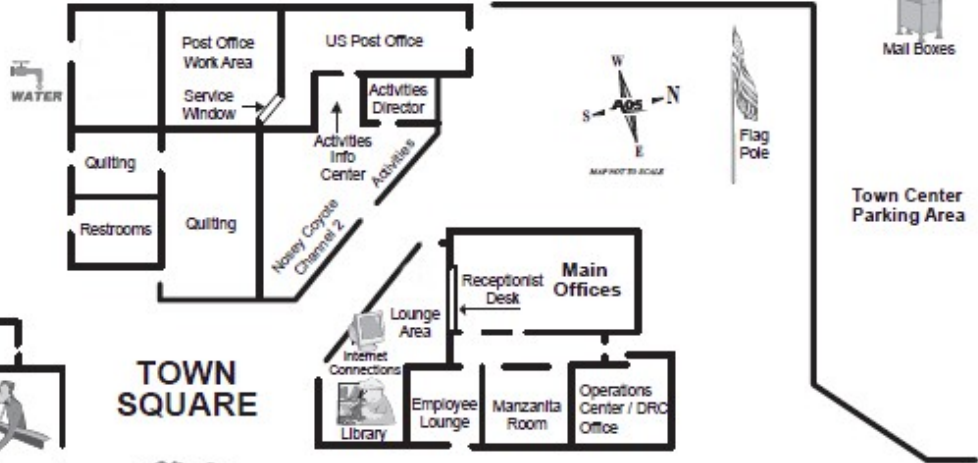 Post Office
Work Area
US Post Office
Service
Window
Activities
Director
WATER
Activities
Info
Center
Activities
Quilting
Restrooms
Quilting
Nosey Coyote
Channel 2
W
S
N
E
MAP NOT TO SCALE
Mail Boxes
Flag
Pole
Town Center
Parking Area
Receptionist
Desk
Main
Offices
Lounge
Area
Internet
Connections
Library
Employee
Lounge
Manzanita
Room
Operations
Center / DRC
Office
TOWN
SQUARE